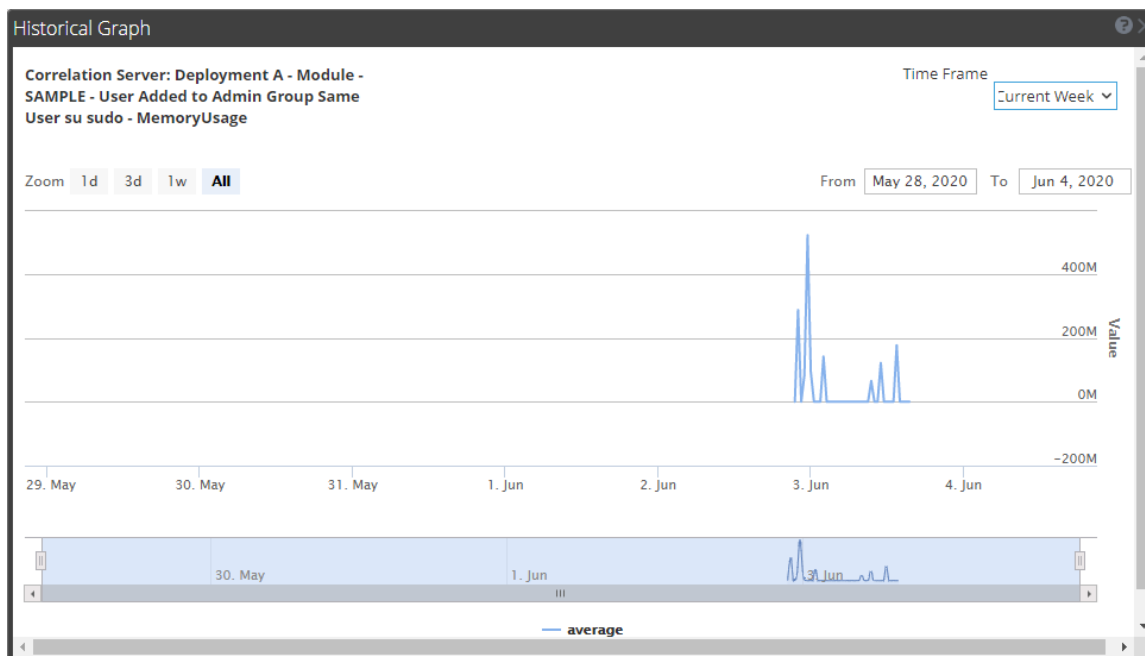 Historical Graph
Correlation Server: Deployment A - Module -
SAMPLE - User Added to Admin Group Same
User su sudo - MemoryUsage
Time Frame
Current Week
Zoom 1d 3d 1w All
From May 28, 2020 To Jun 4, 2020
400M
200M
0M
-200M
Value
29. May 30. May 31. May 1. Jun 2. Jun 3. Jun 4. Jun
30. May 1. Jun 3. Jun
average